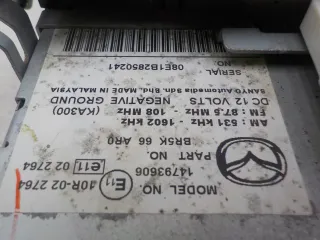 MODEL NO.
14793606
PART NO.
BR5K 66 AR0
AM : 531 kHz - 1602 kHz
FM : 87.5 MHz - 108 MHz (KA300)
DC 12 VOLTS NEGATIVE GROUND
SANYO Automedia Sdn. Bhd. MADE IN MALAYSIA
SERIAL NO.
08E1B2850241
E11
10R-02 2764
e11 02 2764